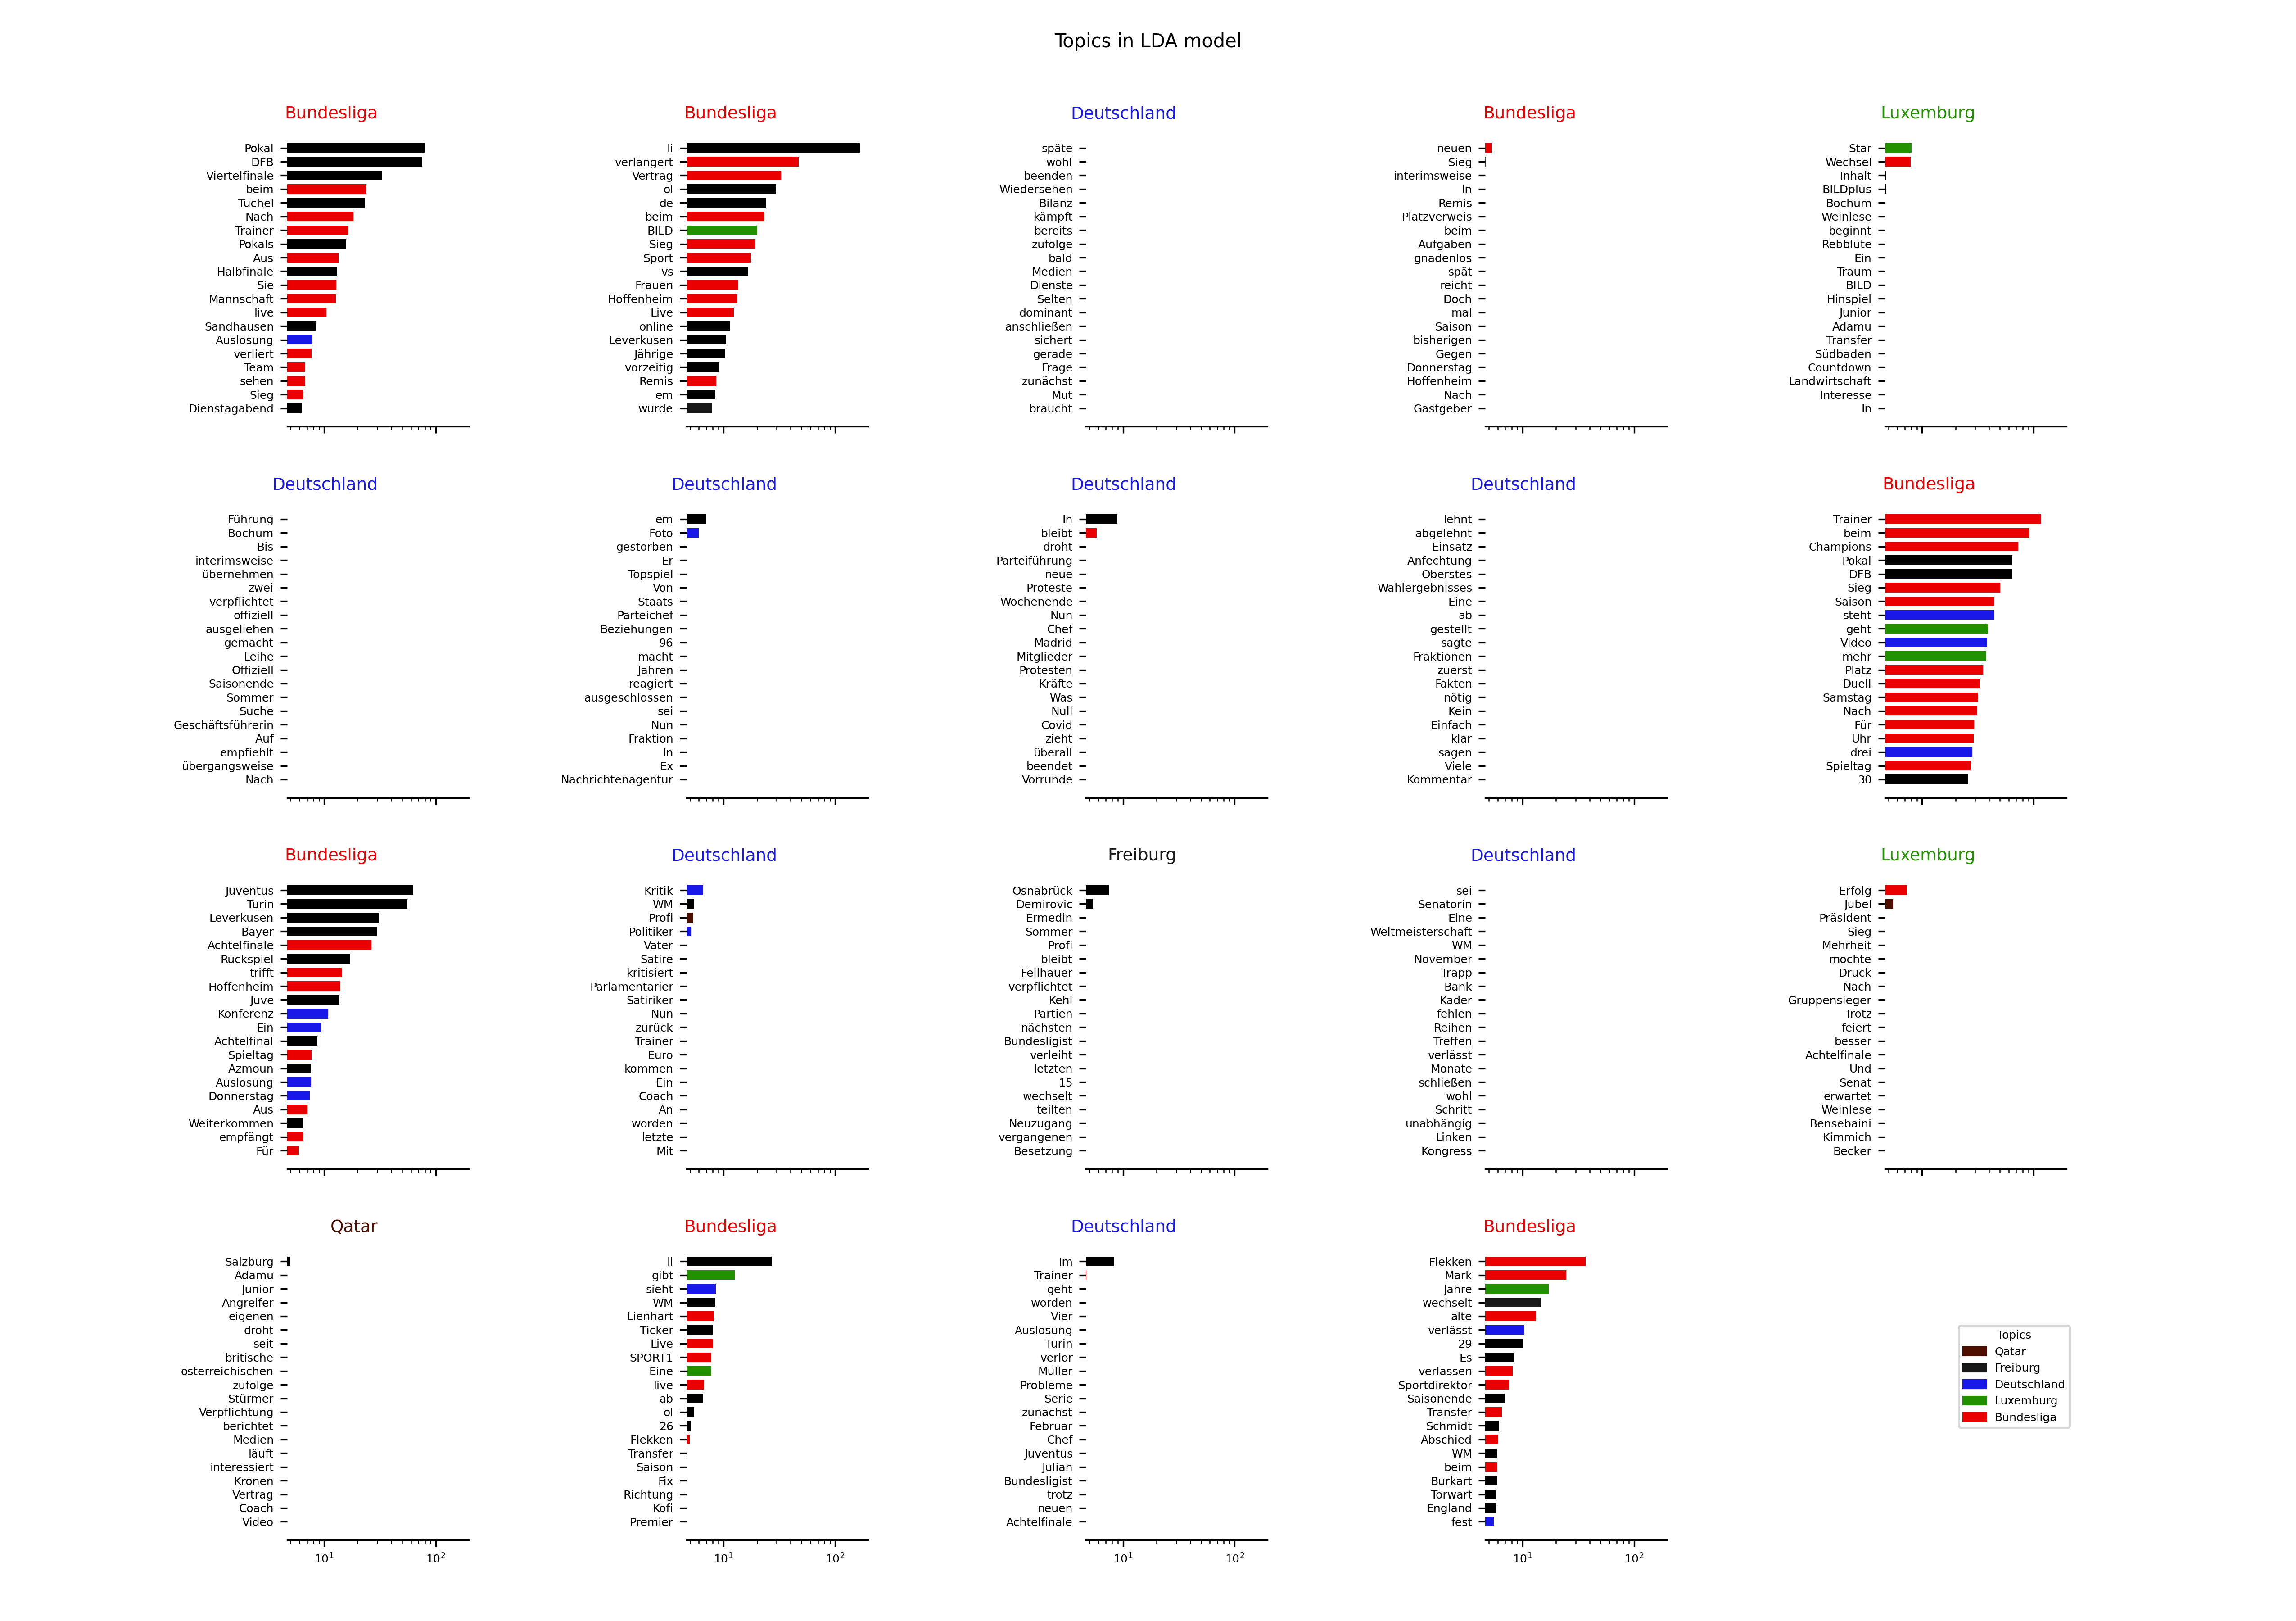 Topics in LDA model
Bundesliga
Pokal
DFB
Viertelfinale
beim
Tuchel
Nach
Trainer
Pokals
Aus
Halbfinale
Sie
Mannschaft
live
Sandhausen
Auslosung
verliert
Team
sehen
Sieg
Dienstagabend
Bundesliga
li
verlängert
Vertrag
ol
de
beim
BILD
Sieg
Sport
vs
Frauen
Hoffenheim
Live
online
Leverkusen
Jährige
vorzeitig
Remis
em
wurde
Deutschland
späte
wohl
beenden
Wiedersehen
Bilanz
kämpft
bereits
zufolge
bald
Medien
Dienste
Selten
dominant
anschließen
sichert
gerade
Frage
zunächst
Mut
braucht
Bundesliga
neuen
Sieg
interimsweise
In
Remis
Platzverweis
beim
Aufgaben
gnadenlos
spät
reicht
Doch
mal
Saison
bisherigen
Gegen
Donnerstag
Hoffenheim
Nach
Gastgeber
Luxemburg
Star
Wechsel
Inhalt
BILDplus
Bochum
Weinlese
beginnt
Rebblüte
Ein
Traum
BILD
Hinspiel
Junior
Adamu
Transfer
Südbaden
Countdown
Landwirtschaft
Interesse
In
Deutschland
Führung
Bochum
Bis
interimsweise
übernehmen
zwei
verpflichtet
offiziell
ausgeliehen
gemacht
Leihe
Offiziell
Saisonende
Sommer
Suche
Geschäftsführerin
Auf
empfiehlt
übergangsweise
Nach
Deutschland
em
Foto
gestorben
Er
Topspiel
Von
Staats
Parteichef
Beziehungen
96
macht
Jahren
reagiert
ausgeschlossen
sei
Nun
Fraktion
In
Ex
Nachrichtenagentur
Deutschland
In
bleibt
droht
Parteiführung
neue
Proteste
Wochenende
Nun
Chef
Madrid
Mitglieder
Protesten
Kräfte
Was
Null
Covid
zieht
überall
beendet
Vorrunde
Deutschland
lehnt
abgelehnt
Einsatz
Anfechtung
Oberstes
Wahlergebnisses
Eine
ab
gestellt
sagte
Fraktionen
zuerst
Fakten
nötig
Kein
Einfach
klar
sagen
Viele
Kommentar
Bundesliga
Trainer
beim
Champions
Pokal
DFB
Sieg
Saison
steht
geht
Video
mehr
Platz
Duell
Samstag
Nach
Für
Uhr
drei
Spieltag
30
Bundesliga
Juventus
Turin
Leverkusen
Bayer
Achtelfinale
Rückspiel
trifft
Hoffenheim
Juve
Konferenz
Ein
Achtelfinal
Spieltag
Azmoun
Auslosung
Donnerstag
Aus
Weiterkommen
empfängt
Für
Deutschland
Kritik
WM
Profi
Politiker
Vater
Satire
kritisiert
Parlamentarier
Satiriker
Nun
zurück
Trainer
Euro
kommen
Ein
Coach
An
worden
letzte
Mit
Freiburg
Osnabrück
Demirovic
Ermedin
Sommer
Profi
bleibt
Fellhauer
verpflichtet
Kehl
Partien
nächsten
Bundesligist
verleiht
letzten
15
wechselt
teilten
Neuzugang
vergangenen
Besetzung
Deutschland
sei
Senatorin
Eine
Weltmeisterschaft
WM
November
Trapp
Bank
Kader
fehlen
Reihen
Treffen
verlässt
Monate
schließen
wohl
Schritt
unabhängig
Linken
Kongress
Luxemburg
Erfolg
Jubel
Präsident
Sieg
Mehrheit
möchte
Druck
Nach
Gruppensieger
Trotz
feiert
besser
Achtelfinale
Und
Senat
erwartet
Weinlese
Bensebaini
Kimmich
Becker
Qatar
Salzburg
Adamu
Junior
Angreifer
eigenen
droht
seit
britische
österreichischen
zufolge
Stürmer
Verpflichtung
berichtet
Medien
läuft
interessiert
Kronen
Vertrag
Coach
Video
10¹ 10²
Bundesliga
li
gibt
sieht
WM
Lienhart
Ticker
Live
SPORT1
Eine
live
ab
ol
26
Flekken
Transfer
Saison
Fix
Richtung
Kofi
Premier
10¹ 10²
Deutschland
Im
Trainer
geht
worden
Vier
Auslosung
Turin
verlor
Müller
Probleme
Serie
zunächst
Februar
Chef
Juventus
Julian
Bundesligist
trotz
neuen
Achtelfinale
10¹ 10²
Bundesliga
Flekken
Mark
Jahre
wechselt
alte
verlässt
29
Es
verlassen
Sportdirektor
Saisonende
Transfer
Schmidt
Abschied
WM
beim
Burkart
Torwart
England
fest
10¹ 10²
Topics
Qatar
Freiburg
Deutschland
Luxemburg
Bundesliga